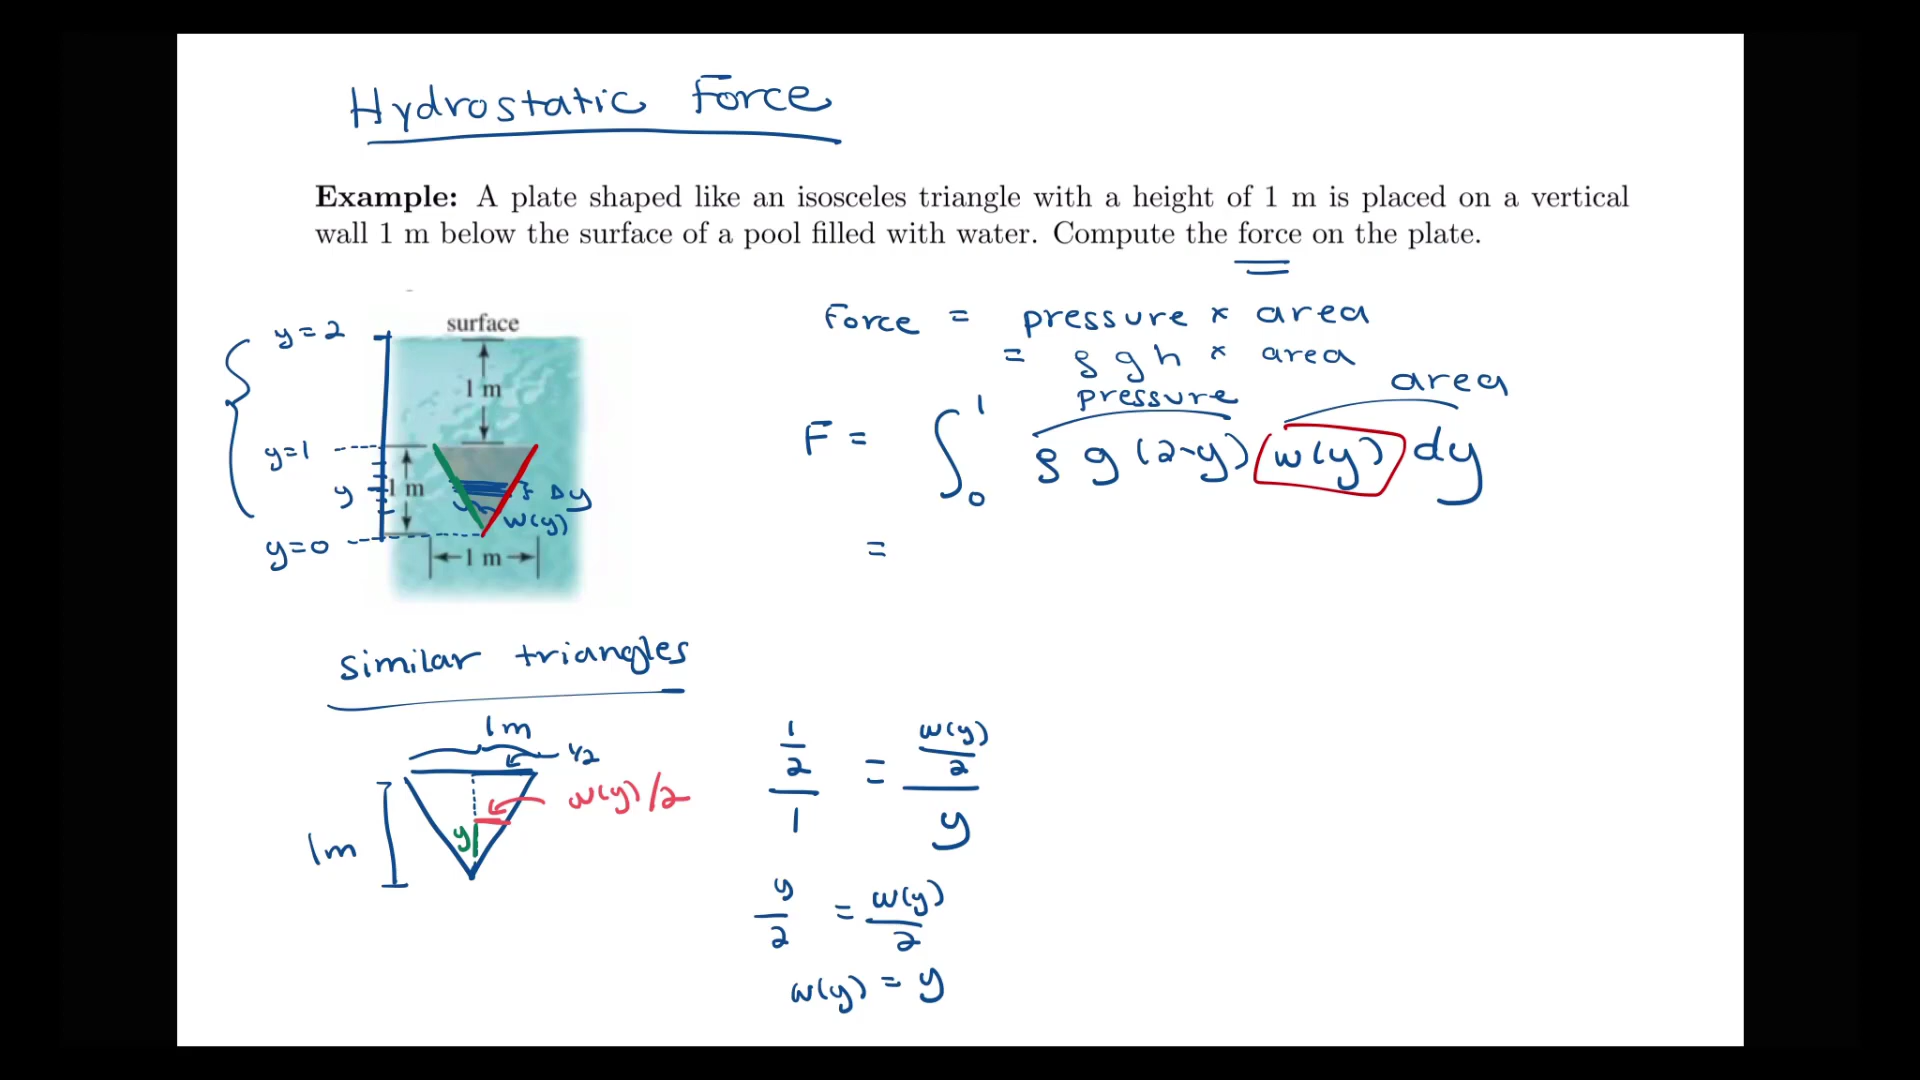 Hydrostatic Force
Example: A plate shaped like an isosceles triangle with a height of 1 m is placed on a vertical
wall 1 m below the surface of a pool filled with water. Compute the force on the plate.
y=2
surface
1 m
y=1
y
1 m
Δy
w(y)
y=0
1 m
Force = pressure × area
= ρgh × area
pressure
area
F = ∫₀¹ ρg(2-y)(w(y))dy
=
similar triangles
1m
1/2
w(y)/2
y
1m
1/2 / 1 = w(y)/2 / y
y/2 = w(y)/2
w(y) = y